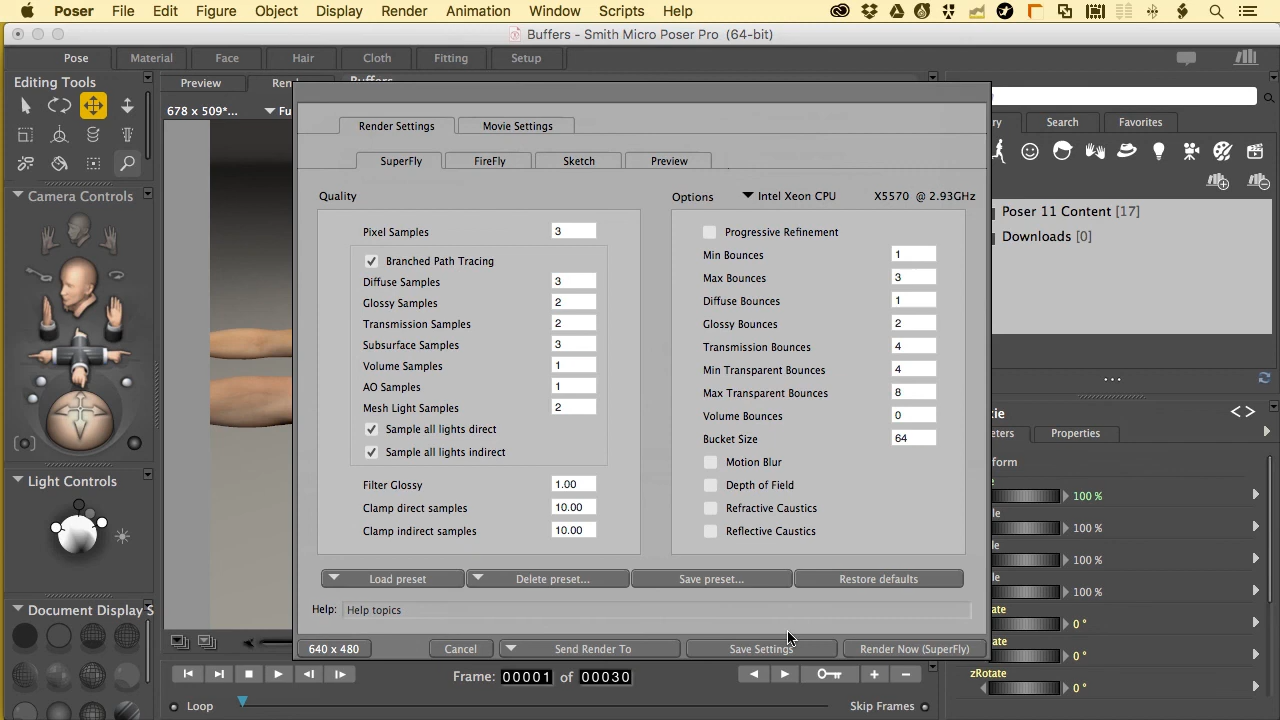 Poser File Edit Figure Object Display Render Animation Window Scripts Help
Buffers - Smith Micro Poser Pro (64-bit)
Pose Material Face Hair Cloth Fitting Setup
Editing Tools
Preview
678 x 509*...
Render Settings Movie Settings
SuperFly FireFly Sketch Preview
Quality
Pixel Samples 3
Branched Path Tracing
Diffuse Samples 3
Glossy Samples 2
Transmission Samples 2
Subsurface Samples 3
Volume Samples 1
AO Samples 1
Mesh Light Samples 2
Sample all lights direct
Sample all lights indirect
Filter Glossy 1.00
Clamp direct samples 10.00
Clamp indirect samples 10.00
Options Intel Xeon CPU X5570 @ 2.93GHz
Progressive Refinement
Min Bounces 1
Max Bounces 3
Diffuse Bounces 1
Glossy Bounces 2
Transmission Bounces 4
Min Transparent Bounces 4
Max Transparent Bounces 8
Volume Bounces 0
Bucket Size 64
Motion Blur
Depth of Field
Refractive Caustics
Reflective Caustics
Load preset Delete preset... Save preset... Restore defaults
Help: Help topics
640 x 480 Cancel Send Render To Save Settings Render Now (SuperFly)
Camera Controls
Light Controls
Document Display S
Frame: 00001 of 00030
Loop Skip Frames
Search Favorites
Poser 11 Content [17]
Downloads [0]
Properties
100 %
100 %
100 %
100 %
0 °
0 °
zRotate
0 °